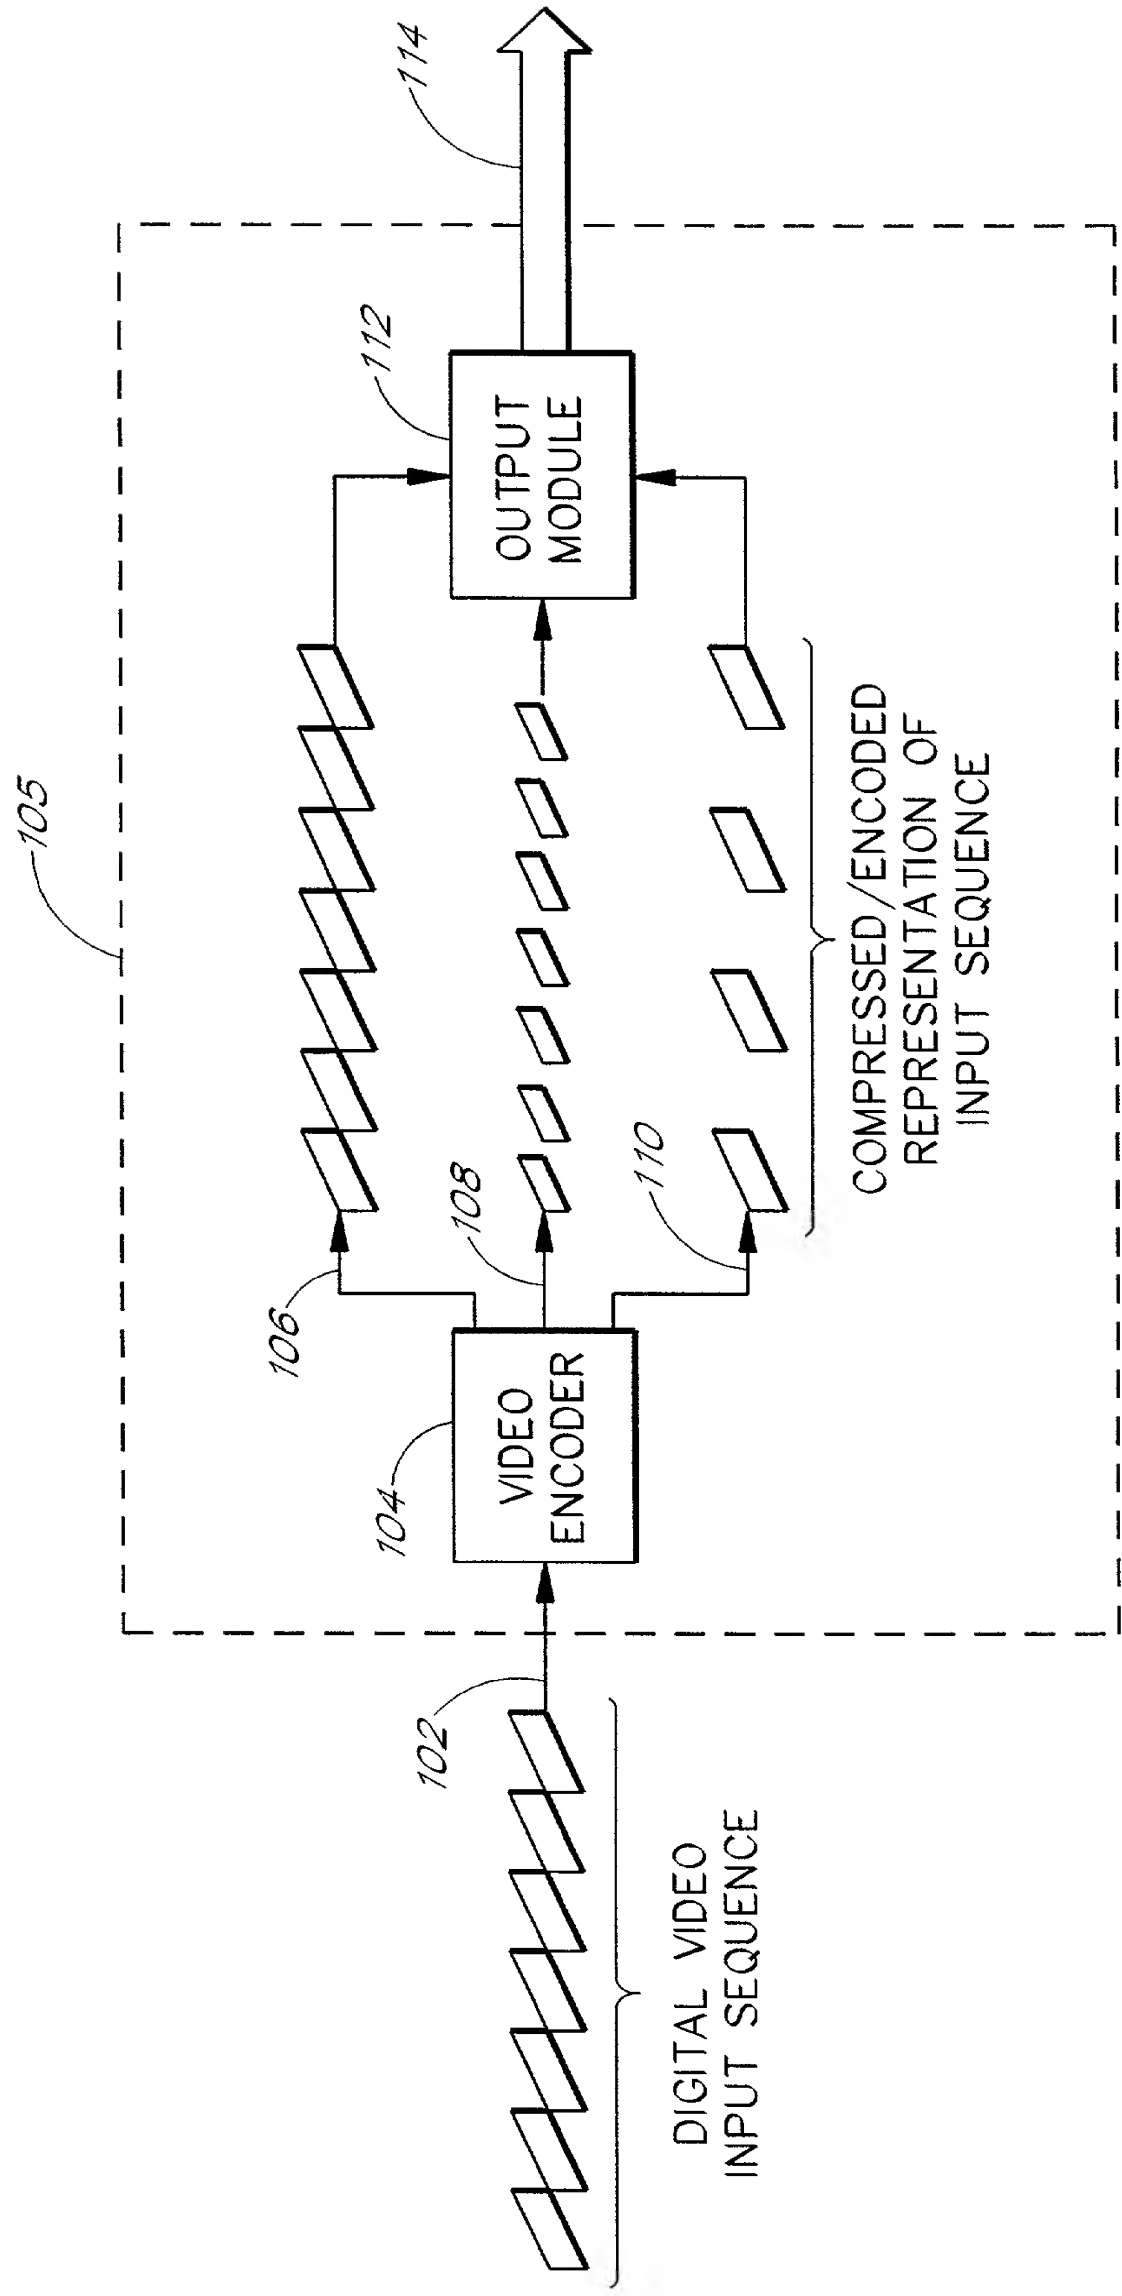 105
106
104
VIDEO
ENCODER
108
110
112
OUTPUT
MODULE
114
102
DIGITAL VIDEO
INPUT SEQUENCE
COMPRESSED/ENCODED
REPRESENTATION OF
INPUT SEQUENCE